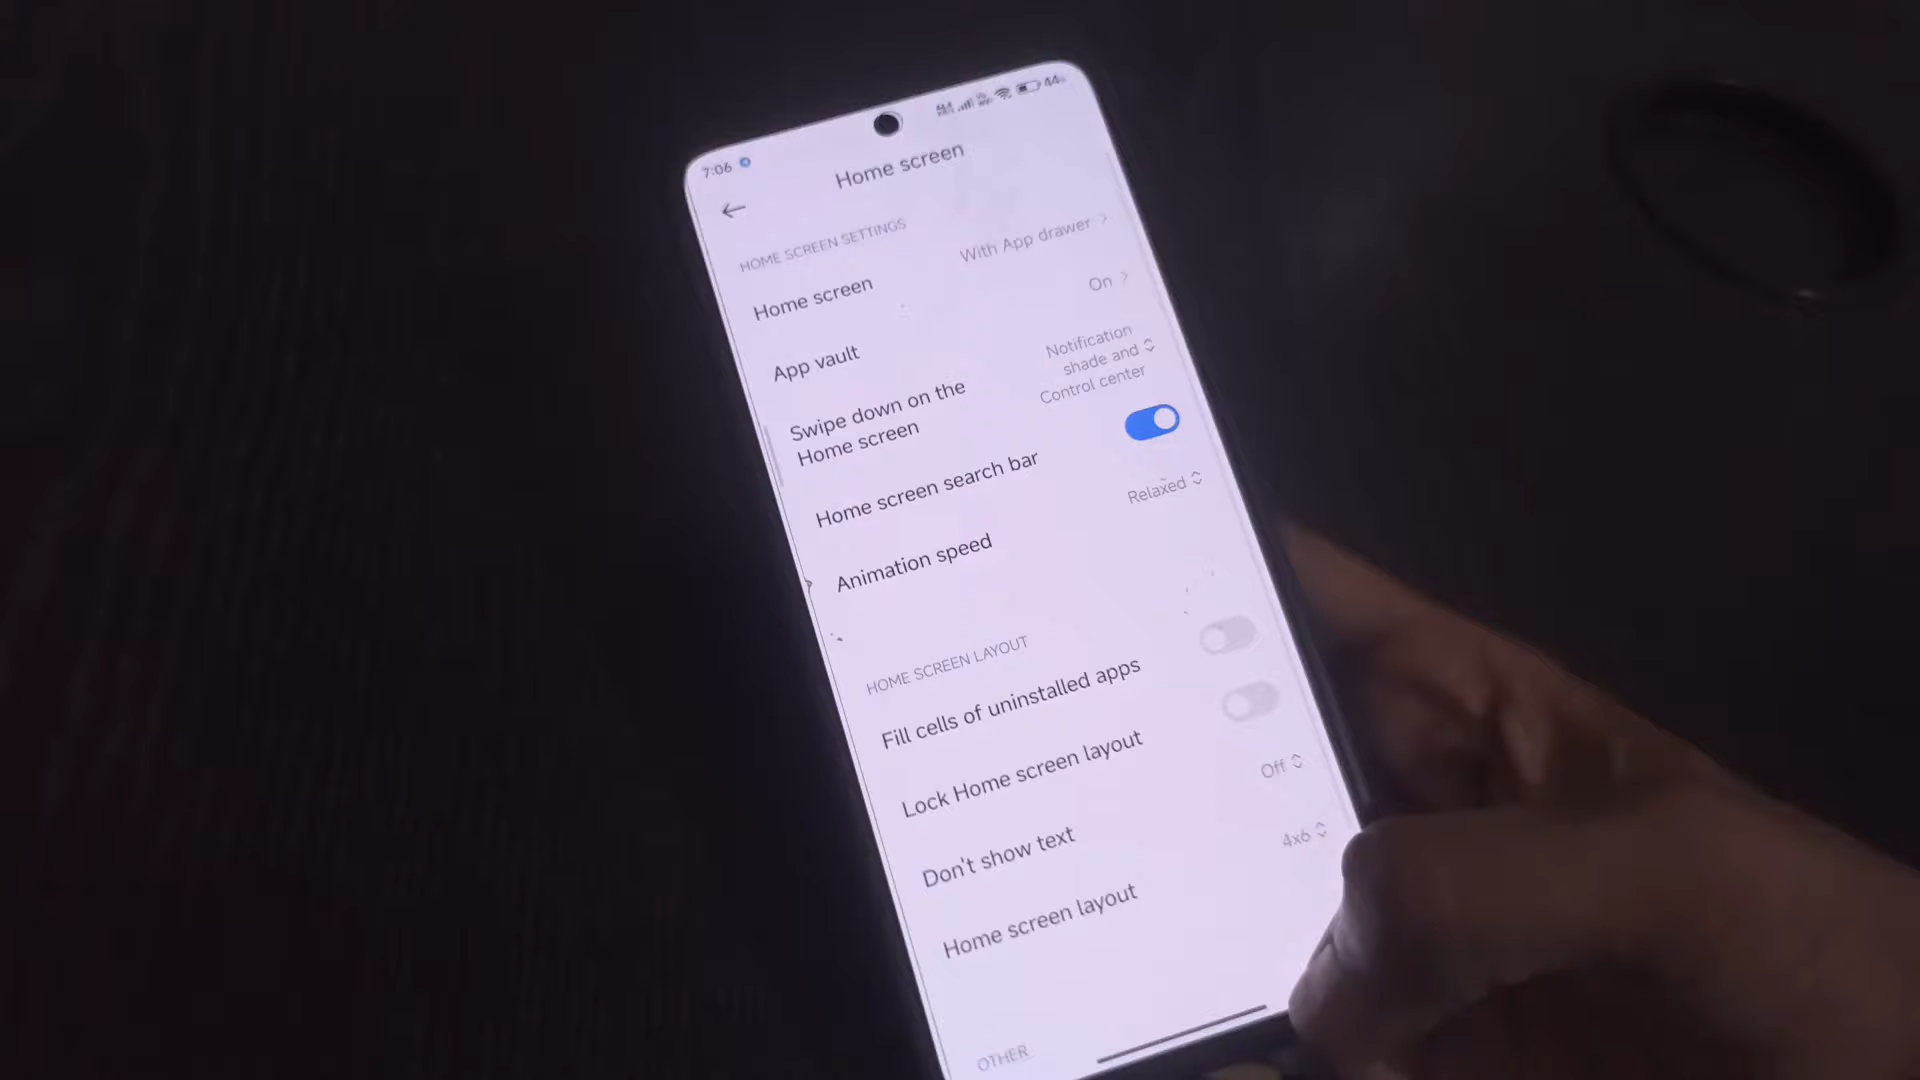 7:06
44
Home screen
HOME SCREEN SETTINGS
Home screen
With App drawer
App vault
On
Swipe down on the
Home screen
Notification
shade and
Control center
Home screen search bar
Animation speed
Relaxed
HOME SCREEN LAYOUT
Fill cells of uninstalled apps
Lock Home screen layout
Don't show text
Off
Home screen layout
4x6
OTHER